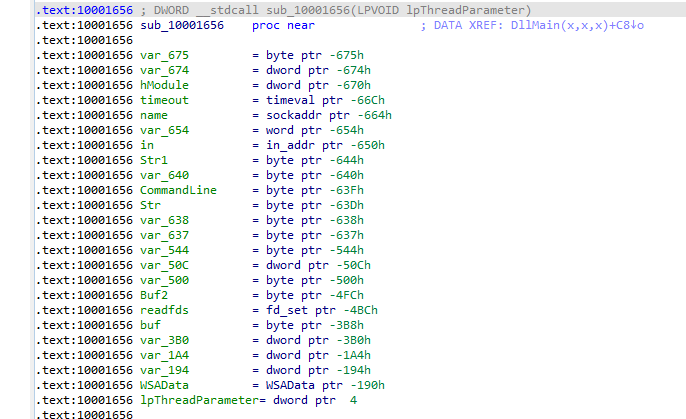 .text:10001656 ; DWORD __stdcall sub_10001656(LPVOID lpThreadParameter)
.text:10001656 sub_10001656    proc near               ; DATA XREF: DllMain(x,x,x)+C8↓o
.text:10001656
.text:10001656 var_675         = byte ptr -675h
.text:10001656 var_674         = dword ptr -674h
.text:10001656 hModule         = dword ptr -670h
.text:10001656 timeout         = timeval ptr -66Ch
.text:10001656 name            = sockaddr ptr -664h
.text:10001656 var_654         = word ptr -654h
.text:10001656 in              = in_addr ptr -650h
.text:10001656 Str1            = byte ptr -644h
.text:10001656 var_640         = byte ptr -640h
.text:10001656 CommandLine     = byte ptr -63Fh
.text:10001656 Str             = byte ptr -63Dh
.text:10001656 var_638         = byte ptr -638h
.text:10001656 var_637         = byte ptr -637h
.text:10001656 var_544         = byte ptr -544h
.text:10001656 var_50C         = dword ptr -50Ch
.text:10001656 var_500         = byte ptr -500h
.text:10001656 Buf2            = byte ptr -4FCh
.text:10001656 readfds         = fd_set ptr -4BCh
.text:10001656 buf             = byte ptr -3B8h
.text:10001656 var_3B0         = dword ptr -3B0h
.text:10001656 var_1A4         = dword ptr -1A4h
.text:10001656 var_194         = dword ptr -194h
.text:10001656 WSAData         = WSAData ptr -190h
.text:10001656 lpThreadParameter= dword ptr  4
.text:10001656